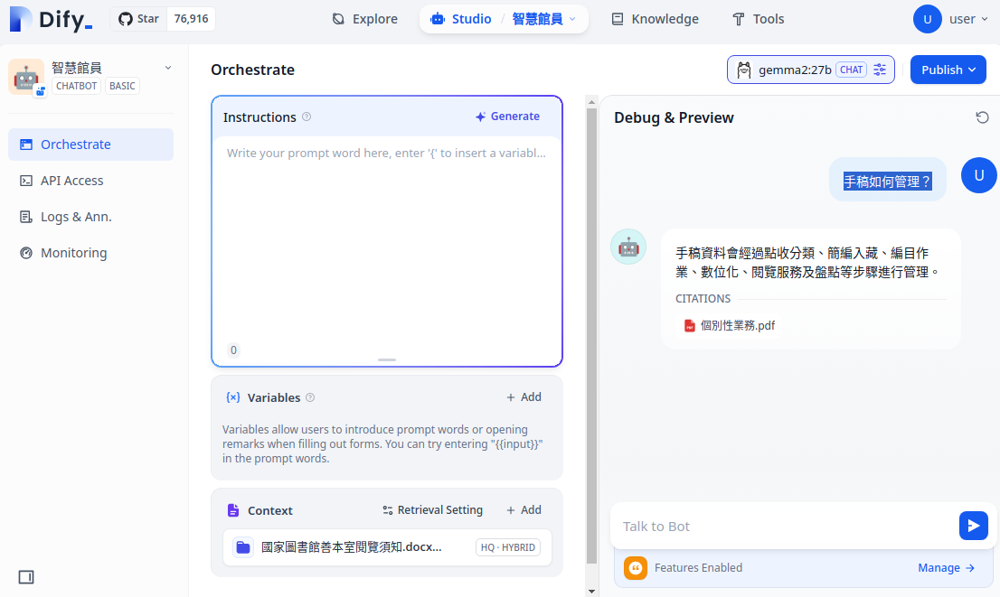 Dify_
Star 76,916
Explore
Studio / 智慧館員
Knowledge
Tools
U user
智慧館員
CHATBOT BASIC
Orchestrate
API Access
Logs & Ann.
Monitoring
Orchestrate
gemma2:27b CHAT
Publish
Instructions
Generate
Write your prompt word here, enter '{' to insert a variabl...
0
Variables
+ Add
Variables allow users to introduce prompt words or opening
remarks when filling out forms. You can try entering "{{input}}"
in the prompt words.
Context
Retrieval Setting
+ Add
國家圖書館善本室閱覽須知.docx...
HQ · HYBRID
Debug & Preview
手稿如何管理？
U
手稿資料會經過點收分類、簡編入藏、編目作
業、數位化、閱覽服務及盤點等步驟進行管理。
CITATIONS
個別性業務.pdf
Talk to Bot
Features Enabled
Manage →